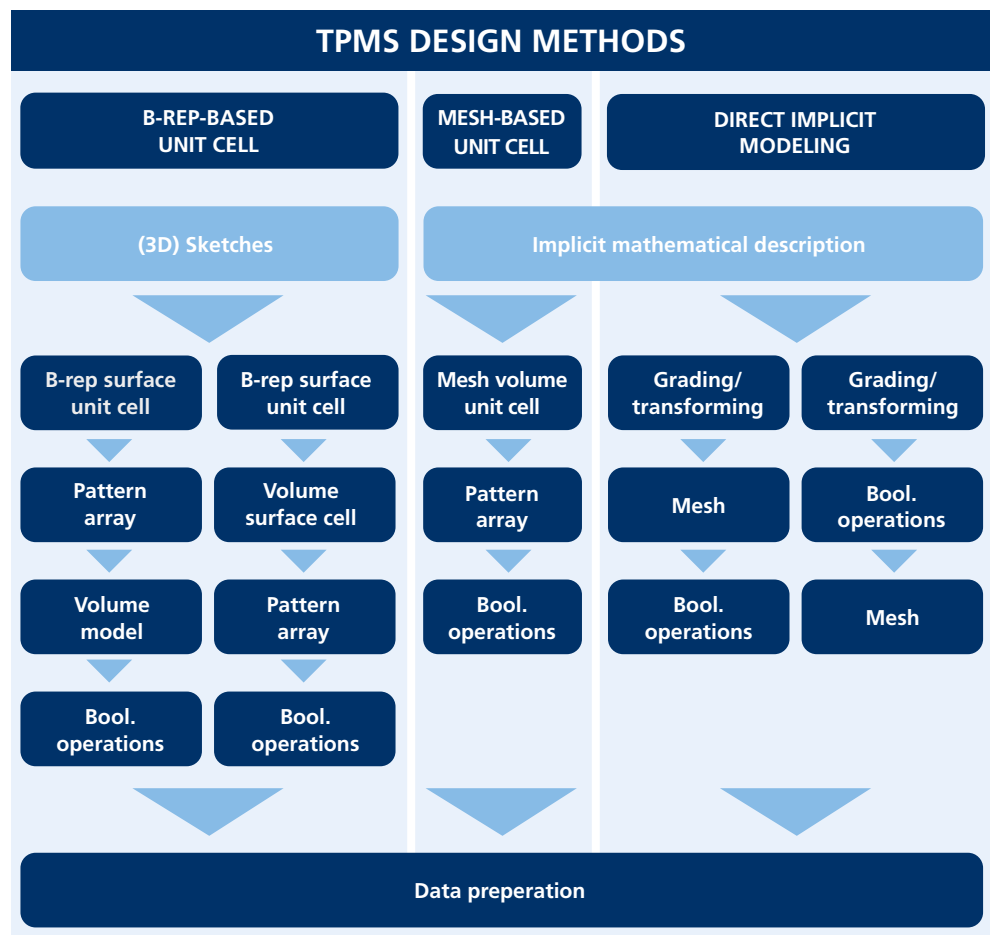 TPMS DESIGN METHODS
B-REP-BASED
UNIT CELL
MESH-BASED
UNIT CELL
DIRECT IMPLICIT
MODELING
(3D) Sketches
Implicit mathematical description
B-rep surface
unit cell
B-rep surface
unit cell
Mesh volume
unit cell
Grading/
transforming
Grading/
transforming
Pattern
array
Volume
surface cell
Pattern
array
Mesh
Bool.
operations
Volume
model
Pattern
array
Bool.
operations
Bool.
operations
Mesh
Bool.
operations
Bool.
operations
Data preperation